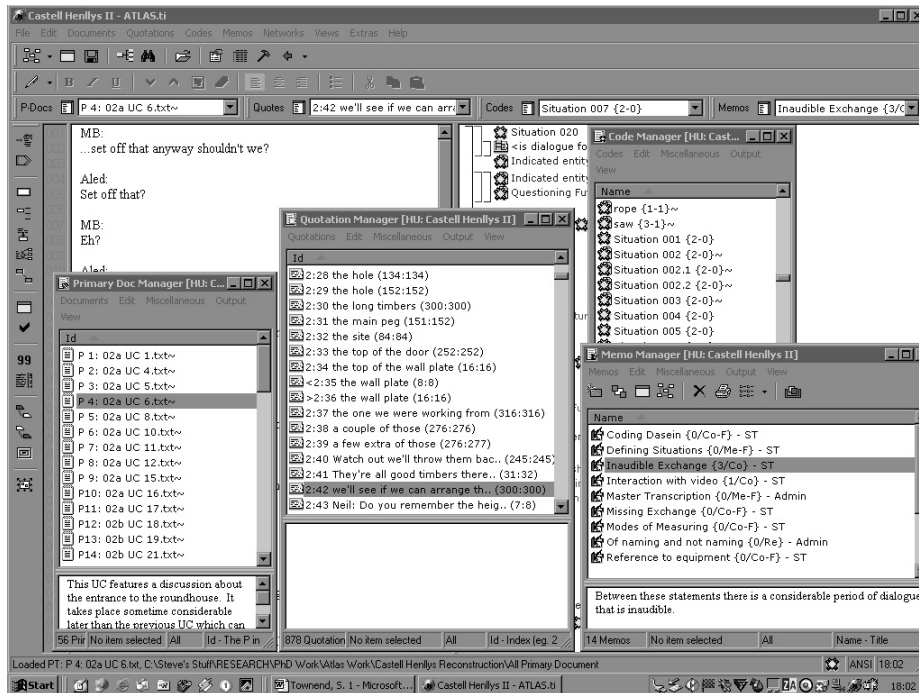 Castell Henllys II - ATLAS.ti
File Edit Documents Quotations Codes Memos Networks Views Extras Help
B I U
P-Docs P 4: 02a UC 6.txt~ Quotes 2:42 we'll see if we can arra Codes Situation 007 {2-0} Memos Inaudible Exchange {3/C
MB:
...set off that anyway shouldn't we?
Aled:
Set off that?
MB:
Eh?
Aled:
Situation 020
<is dialogue fo
Indicated entity
Indicated entity
Questioning Fu
Code Manager [HU: Cast...
Codes Edit Miscellaneous Output
View
Name
rope {1-1}~
saw {3-1}~
Situation 001 {2-0}
Situation 002 {2-0}~
Situation 002.1 {2-0}~
Situation 002.2 {2-0}~
Situation 003 {2-0}~
Situation 004 {2-0}
Situation 005 {2-0}
Quotation Manager [HU: Castell Henllys II]
Quotations Edit Miscellaneous Output View
Id
2:28 the hole (134:134)
2:29 the hole (152:152)
2:30 the long timbers (300:300)
2:31 the main peg (151:152)
2:32 the site (84:84)
2:33 the top of the door (252:252)
2:34 the top of the wall plate (16:16)
<2:35 the wall plate (8:8)
>2:36 the wall plate (16:16)
2:37 the one we were working from (316:316)
2:38 a couple of those (276:276)
2:39 a few extra of those (276:277)
2:40 Watch out we'll throw them bac.. (245:245)
2:41 They're all good timbers there.. (31:32)
2:42 we'll see if we can arrange th.. (300:300)
2:43 Neil: Do you remember the heig.. (7:8)
878 Quotation No item selected All Id - Index (eg. 2
Primary Doc Manager [HU: C...
Documents Edit Miscellaneous Output
View
Id
P 1: 02a UC 1.txt~
P 2: 02a UC 4.txt~
P 3: 02a UC 5.txt~
P 4: 02a UC 6.txt~
P 5: 02a UC 8.txt~
P 6: 02a UC 10.txt~
P 7: 02a UC 11.txt~
P 8: 02a UC 12.txt~
P 9: 02a UC 15.txt~
P10: 02a UC 16.txt~
P11: 02a UC 17.txt~
P12: 02b UC 18.txt~
P13: 02b UC 19.txt~
P14: 02b UC 21.txt~
This UC features a discussion about
the entrance to the roundhouse. It
takes place sometime considerable
later than the previous UC which can
56 Prir No item selected All Id - The P in
Memo Manager [HU: Castell Henllys II]
Memos Edit Miscellaneous Output View
Name
Coding Dasein {0/Co-F} - ST
Defining Situations {0/Me-F} - ST
Inaudible Exchange {3/Co} - ST
Interaction with video {1/Co} - ST
Master Transcription {0/Me-F} - Admin
Missing Exchange {0/Co-F} - ST
Modes of Measuring {0/Co-F} - ST
Of naming and not naming {0/Re} - Admin
Reference to equipment {0/Co-F} - ST
Between these statements there is a considerable period of dialogue
that is inaudible.
14 Memos No item selected All Name - Title
Loaded PT: P 4: 02a UC 6.txt, C:\Steve's Stuff\RESEARCH\PhD Work\Atlas Work\Castell Henllys Reconstruction\All Primary Document ANSI 18:02
Start Townend, S. 1 - Microsoft... Castell Henllys II - ATLAS.ti 18:02